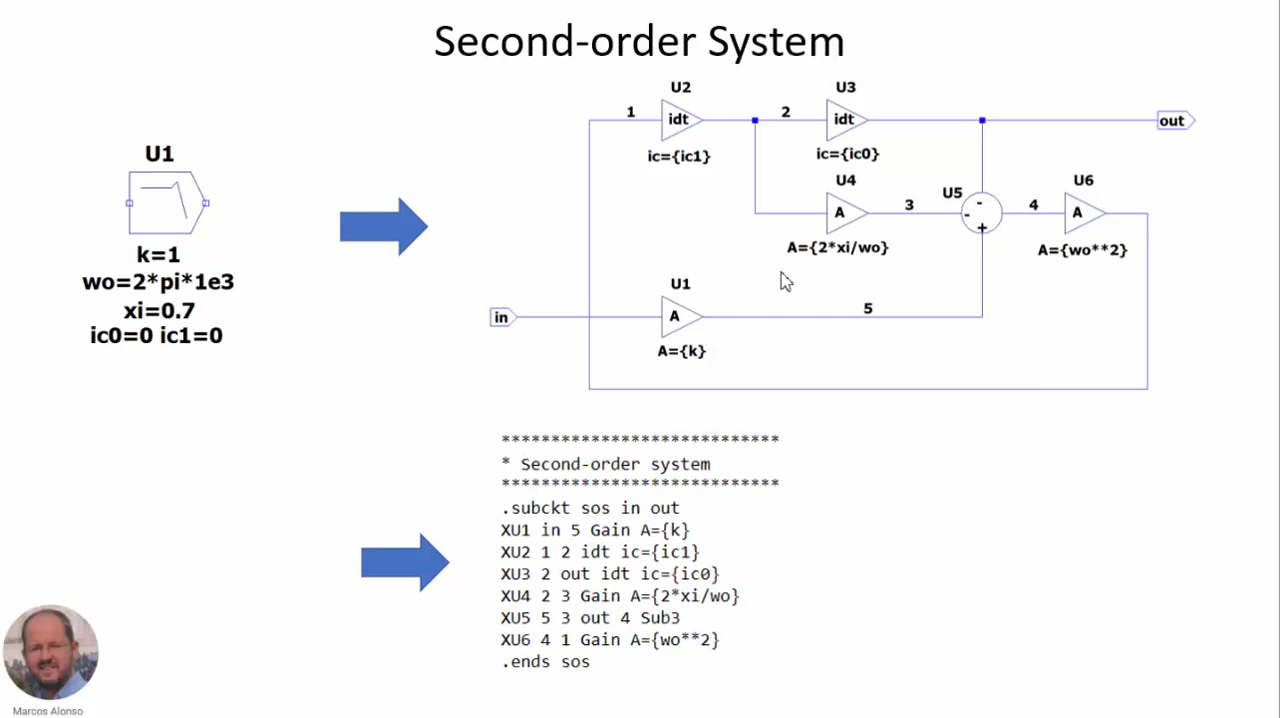 Second-order System
U1
k=1
wo=2*pi*1e3
xi=0.7
ic0=0 ic1=0
U2
U3
1
idt
2
idt
out
ic={ic1}
ic={ic0}
U4
U5
U6
A
3
-
-
+
4
A
A={2*xi/wo}
A={wo**2}
U1
in
A
5
A={k}
****************************
* Second-order system
****************************
.subckt sos in out
XU1 in 5 Gain A={k}
XU2 1 2 idt ic={ic1}
XU3 2 out idt ic={ic0}
XU4 2 3 Gain A={2*xi/wo}
XU5 5 3 out 4 Sub3
XU6 4 1 Gain A={wo**2}
.ends sos
Marcos Alonso